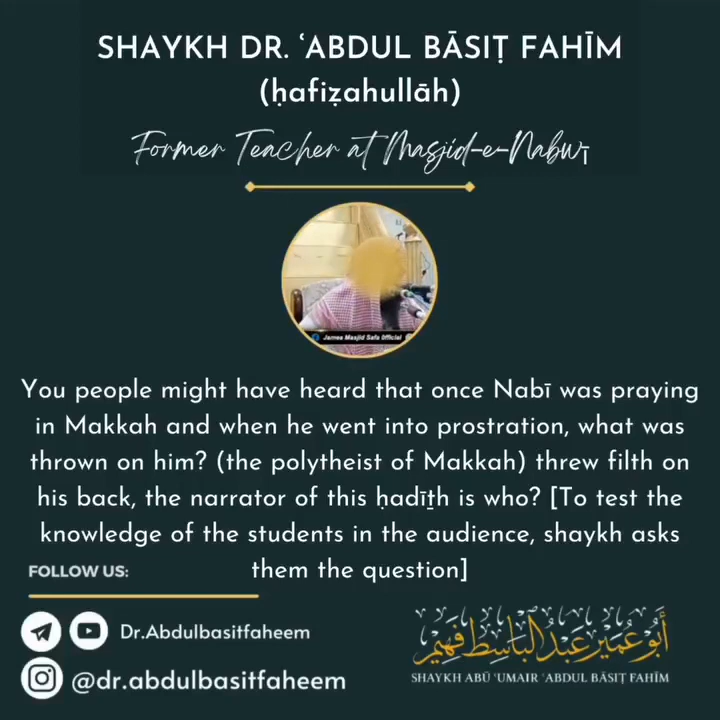 SHAYKH DR. ʿABDUL BĀSIṬ FAHĪM
(ḥafiẓahullāh)
Former Teacher at Masjid-e-Nabwī
Jamea Masjid Safa Official
You people might have heard that once Nabī was praying
in Makkah and when he went into prostration, what was
thrown on him? (the polytheist of Makkah) threw filth on
his back, the narrator of this ḥadīṯh is who? [To test the
knowledge of the students in the audience, shaykh asks
them the question]
FOLLOW US:
Dr.Abdulbasitfaheem
@dr.abdulbasitfaheem
أبو عمير عبد الباسط فهيم
SHAYKH ABŪ ʿUMAIR ʿABDUL BĀSIṬ FAHĪM